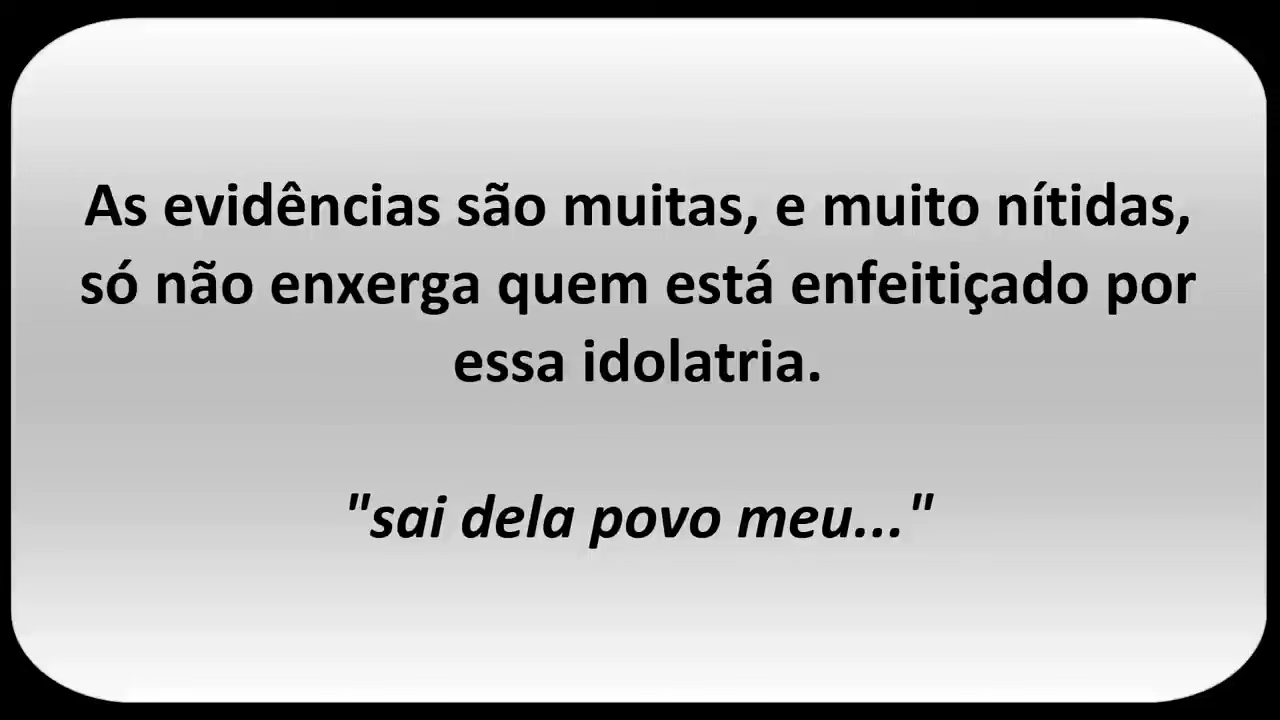 As evidências são muitas, e muito nítidas,
só não enxerga quem está enfeitiçado por
essa idolatria.
"sai dela povo meu..."